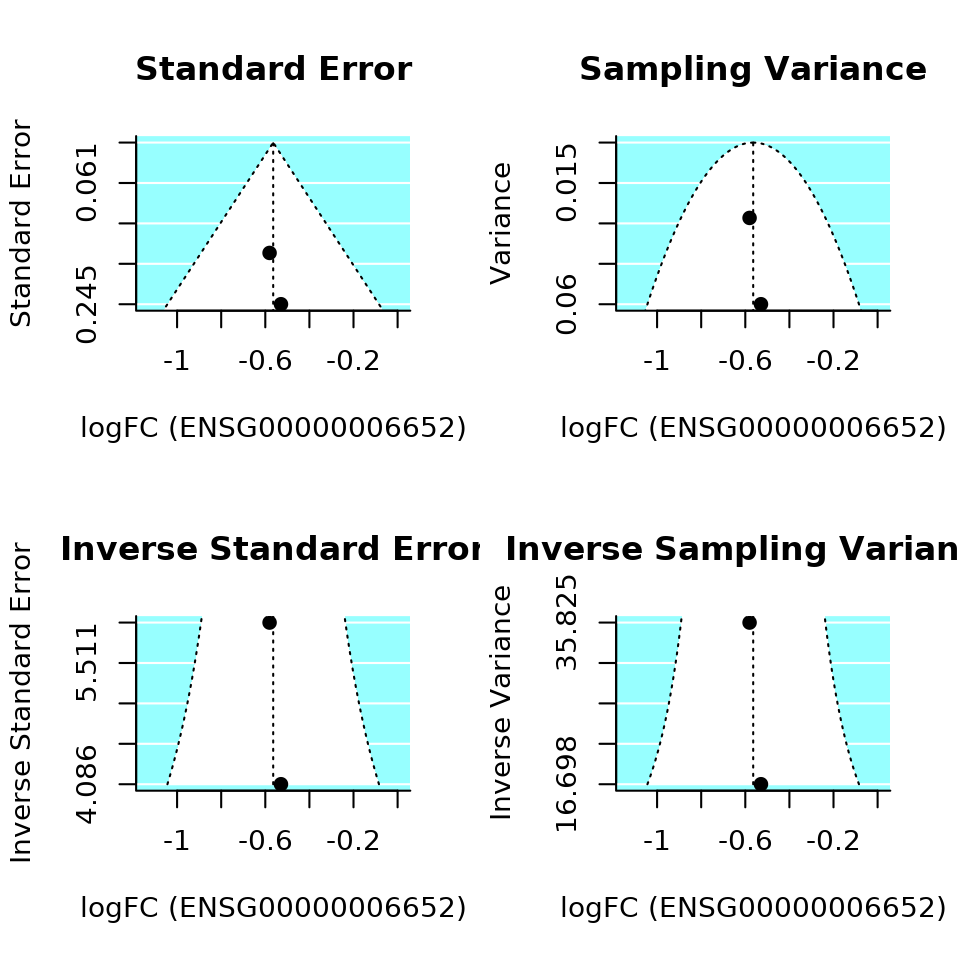 Standard Error
Standard Error
0.061
0.245
-1 -0.6 -0.2
logFC (ENSG00000006652)
Sampling Variance
Variance
0.015
0.06
-1 -0.6 -0.2
logFC (ENSG00000006652)
Inverse Standard Error
Inverse Standard Error
5.511
4.086
-1 -0.6 -0.2
logFC (ENSG00000006652)
Inverse Sampling Varian
Inverse Variance
35.825
16.698
-1 -0.6 -0.2
logFC (ENSG00000006652)